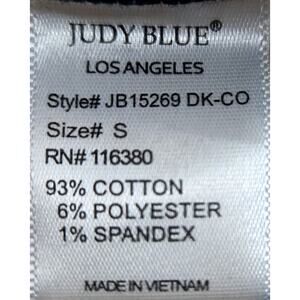 JUDY BLUE®
LOS ANGELES
Style# JB15269 DK-CO
Size# S
RN# 116380
93% COTTON
6% POLYESTER
1% SPANDEX
MADE IN VIETNAM